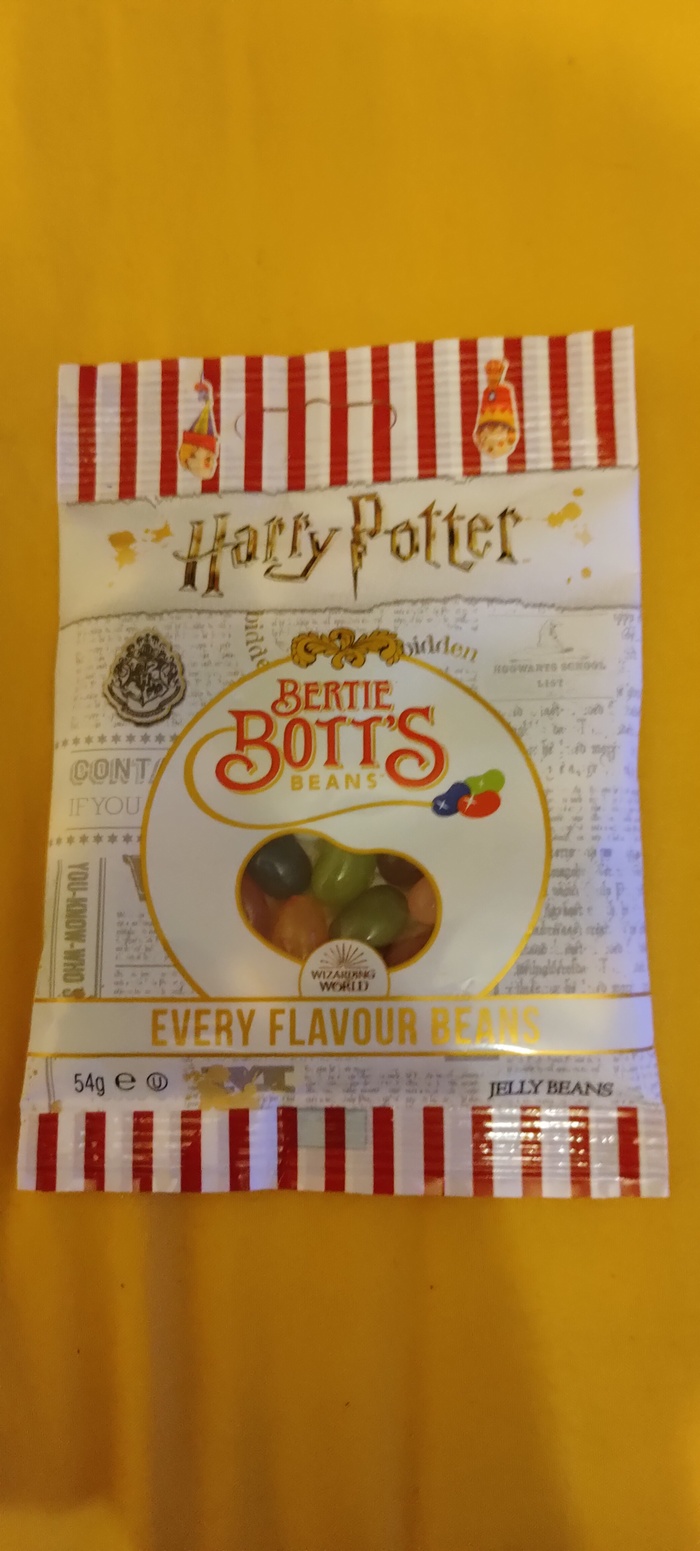 Harry Potter
bidden
HOGWARTS SCHOOL
LIST
BERTIE
BOTT'S
BEANS
CONTA
IF YOU
YOU-KNOW-WHO
WIZARDING
WORLD
EVERY FLAVOUR BEANS
54g e U
JELLY BEANS